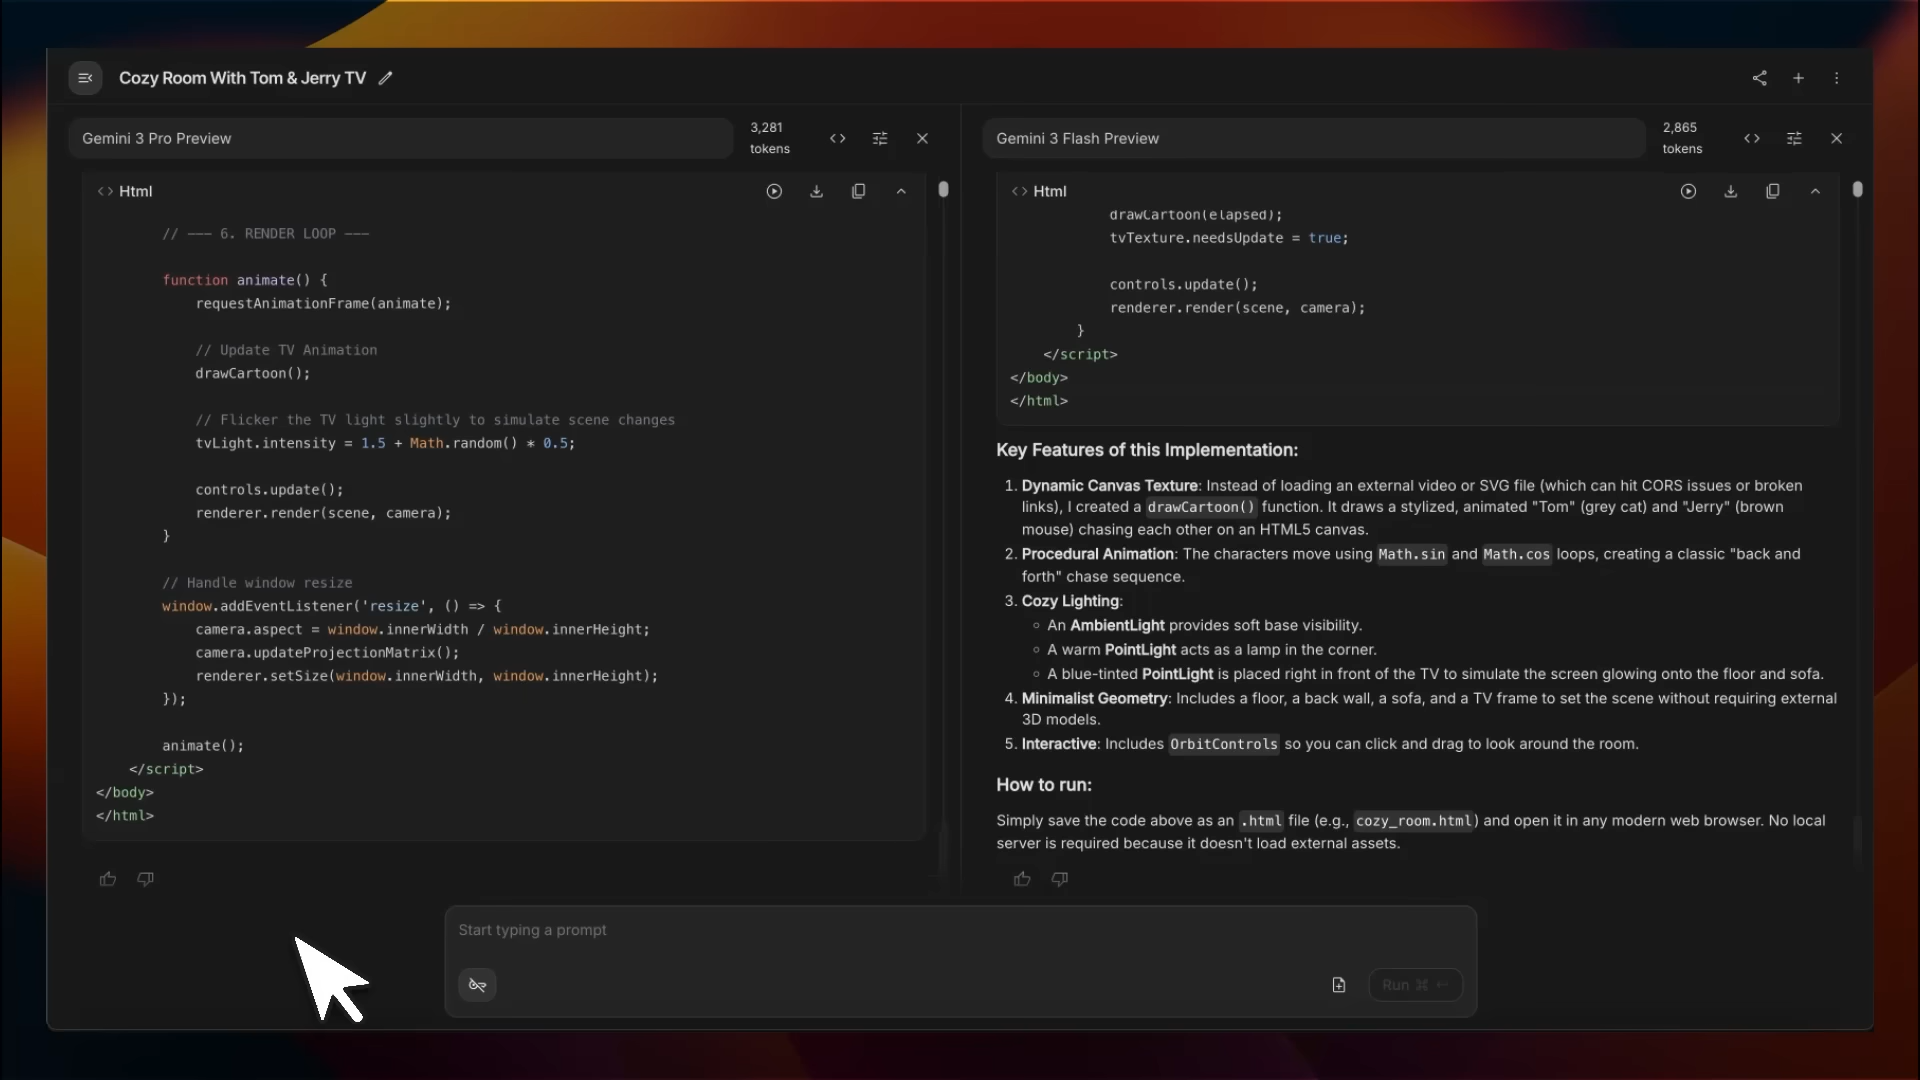 Cozy Room With Tom & Jerry TV
Gemini 3 Pro Preview
3,281
tokens
Html
// ——— 6. RENDER LOOP ———
function animate() {
requestAnimationFrame(animate);
// Update TV Animation
drawCartoon();
// Flicker the TV light slightly to simulate scene changes
tvLight.intensity = 1.5 + Math.random() * 0.5;
controls.update();
renderer.render(scene, camera);
}
// Handle window resize
window.addEventListener('resize', () => {
camera.aspect = window.innerWidth / window.innerHeight;
camera.updateProjectionMatrix();
renderer.setSize(window.innerWidth, window.innerHeight);
});
animate();
</script>
</body>
</html>
Gemini 3 Flash Preview
2,865
tokens
Html
drawCartoon(elapsed);
tvTexture.needsUpdate = true;
controls.update();
renderer.render(scene, camera);
}
</script>
</body>
</html>
Key Features of this Implementation:
1. Dynamic Canvas Texture: Instead of loading an external video or SVG file (which can hit CORS issues or broken
links), I created a drawCartoon() function. It draws a stylized, animated "Tom" (grey cat) and "Jerry" (brown
mouse) chasing each other on an HTML5 canvas.
2. Procedural Animation: The characters move using Math.sin and Math.cos loops, creating a classic "back and
forth" chase sequence.
3. Cozy Lighting:
◦ An AmbientLight provides soft base visibility.
◦ A warm PointLight acts as a lamp in the corner.
◦ A blue-tinted PointLight is placed right in front of the TV to simulate the screen glowing onto the floor and sofa.
4. Minimalist Geometry: Includes a floor, a back wall, a sofa, and a TV frame to set the scene without requiring external
3D models.
5. Interactive: Includes OrbitControls so you can click and drag to look around the room.
How to run:
Simply save the code above as an .html file (e.g., cozy_room.html) and open it in any modern web browser. No local
server is required because it doesn't load external assets.
Start typing a prompt
Run ⌘ ↩